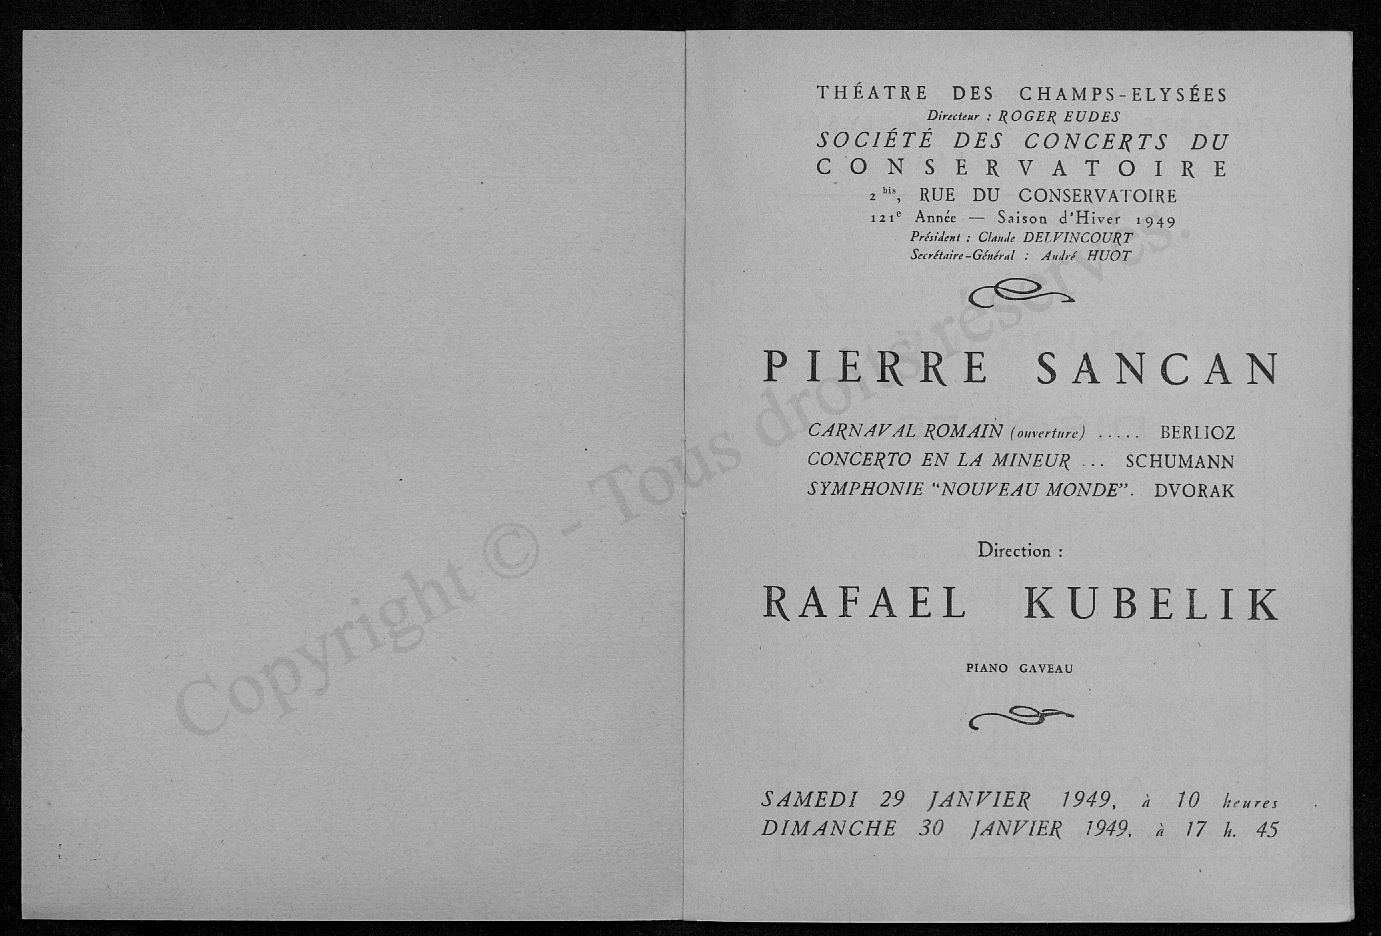 THÉATRE DES CHAMPS-ELYSÉES
Directeur : ROGER EUDES
SOCIÉTÉ DES CONCERTS DU
CONSERVATOIRE
2 bis, RUE DU CONSERVATOIRE
121e Année — Saison d'Hiver 1949
Président : Claude DELVINCOURT
Secrétaire-Général : André HUOT
PIERRE SANCAN
CARNAVAL ROMAIN (ouverture) ..... BERLIOZ
CONCERTO EN LA MINEUR ... SCHUMANN
SYMPHONIE "NOUVEAU MONDE". DVORAK
Direction :
RAFAEL KUBELIK
PIANO GAVEAU
SAMEDI 29 JANVIER 1949, à 10 heures
DIMANCHE 30 JANVIER 1949, à 17 h. 45
Copyright © - Tous droits réservés.